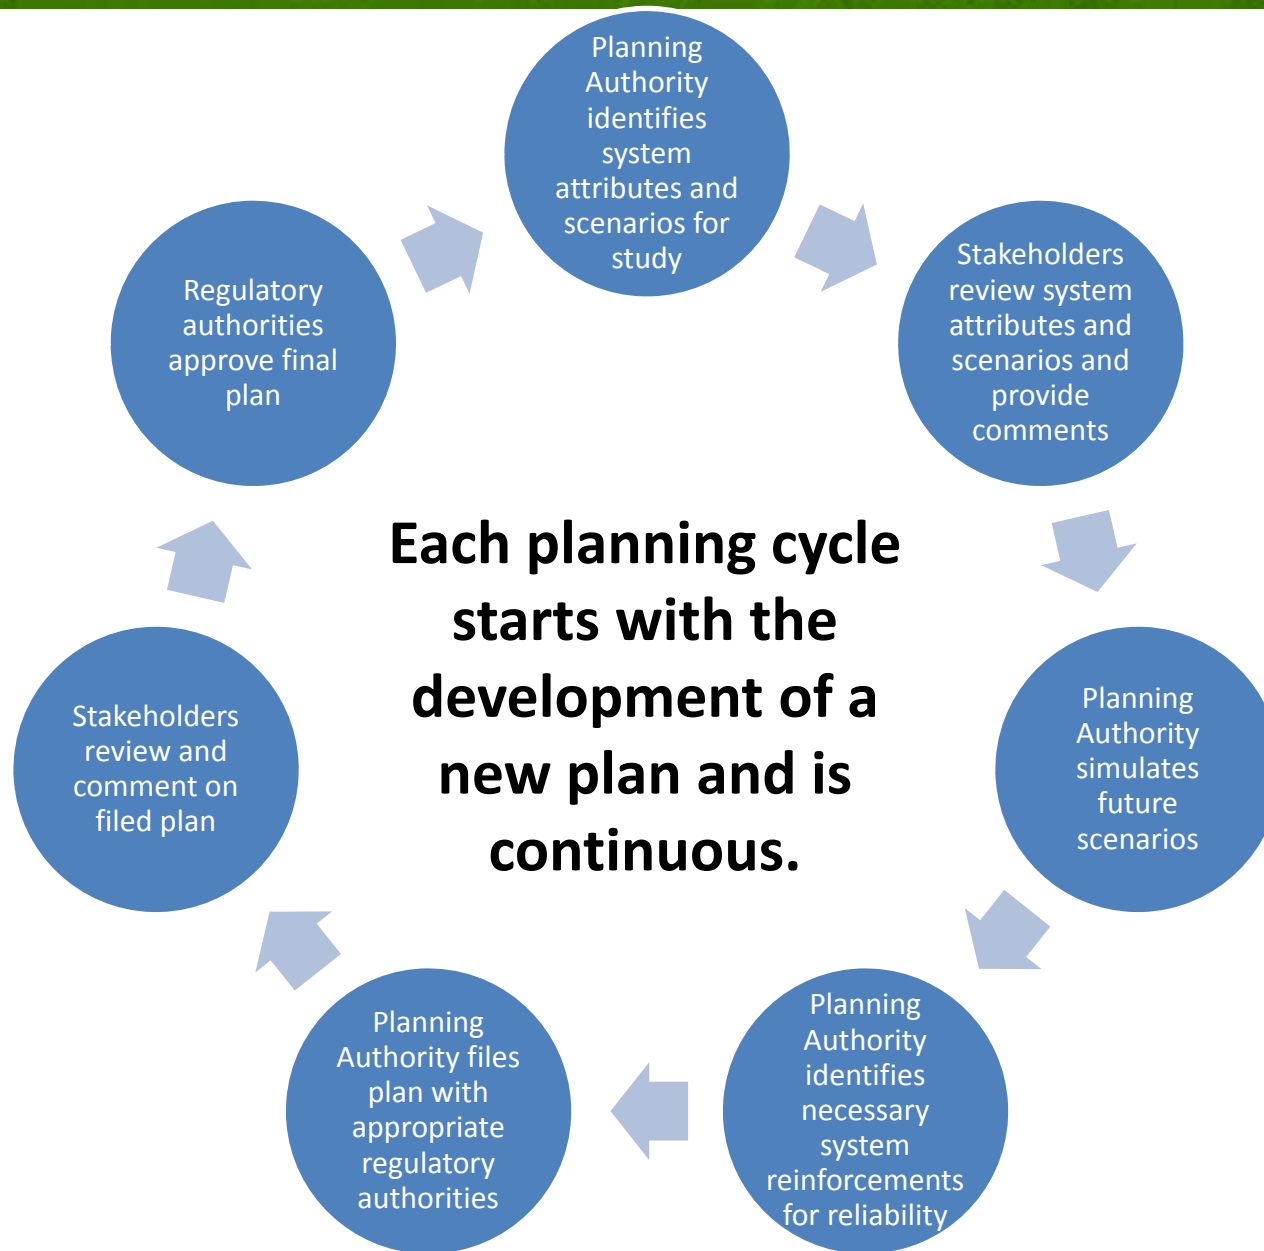 Planning
Authority
identifies
system
attributes and
scenarios for
study
Stakeholders
review system
attributes and
scenarios and
provide
comments
Planning
Authority
simulates
future
scenarios
Planning
Authority
identifies
necessary
system
reinforcements
for reliability
Planning
Authority files
plan with
appropriate
regulatory
authorities
Stakeholders
review and
comment on
filed plan
Regulatory
authorities
approve final
plan
Each planning cycle
starts with the
development of a
new plan and is
continuous.